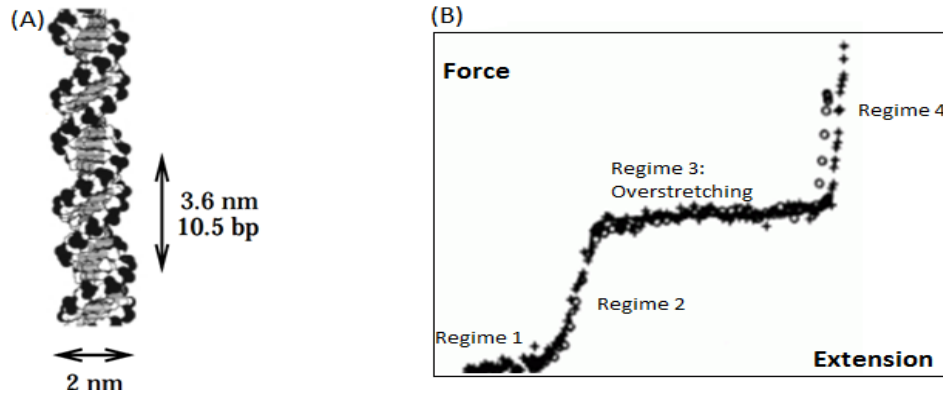 (A)
3.6 nm
10.5 bp
2 nm
(B)
Force
Regime 4
Regime 3:
Overstretching
Regime 2
Regime 1
Extension